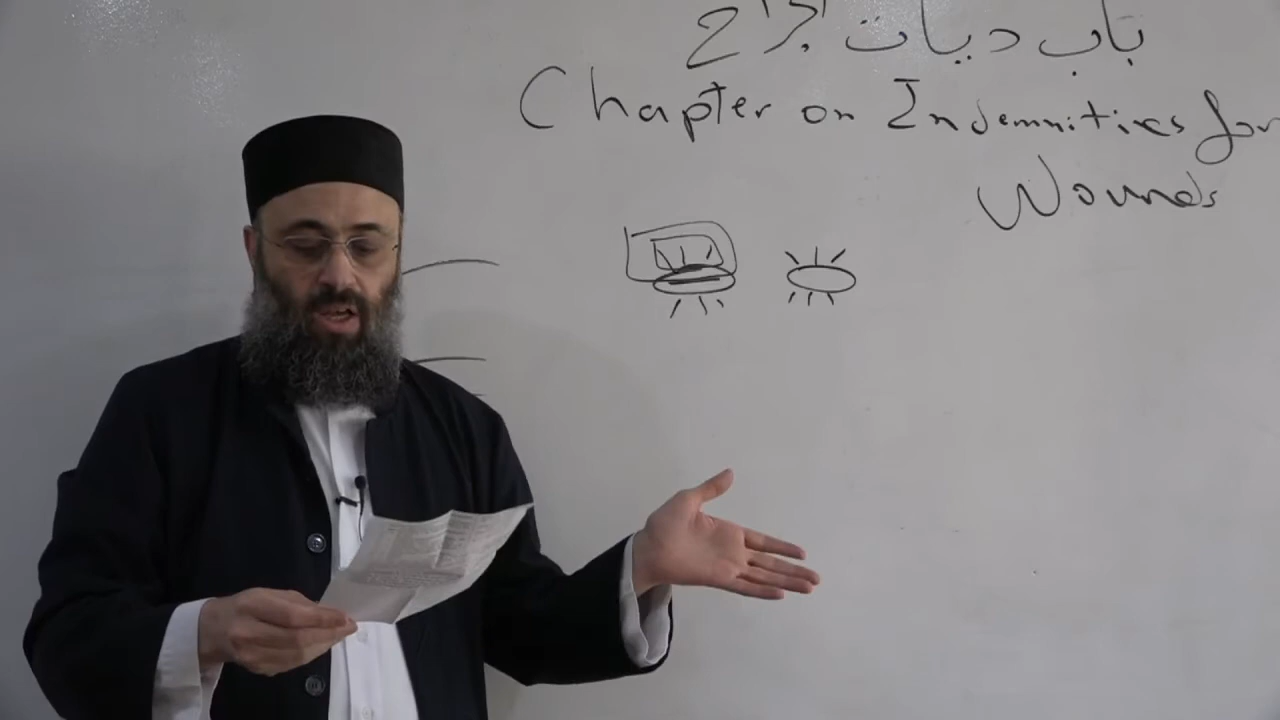 باب ديات الجراح
Chapter on Indemnities for
Wounds